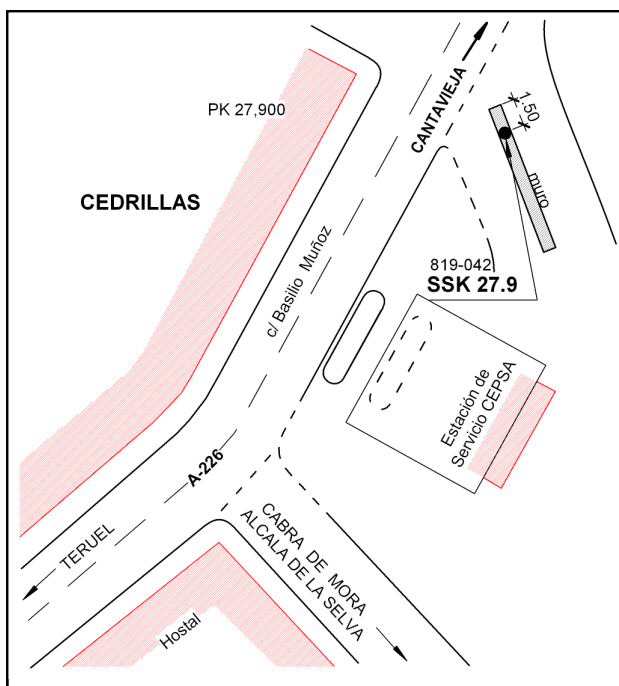 PK 27,900
CEDRILLAS
CANTAVIEJA
1.50
muro
c/ Basilio Muñoz
819-042
SSK 27.9
Estación de
Servicio CEPSA
A-226
TERUEL
CABRA DE MORA
ALCALA DE LA SELVA
Hostal